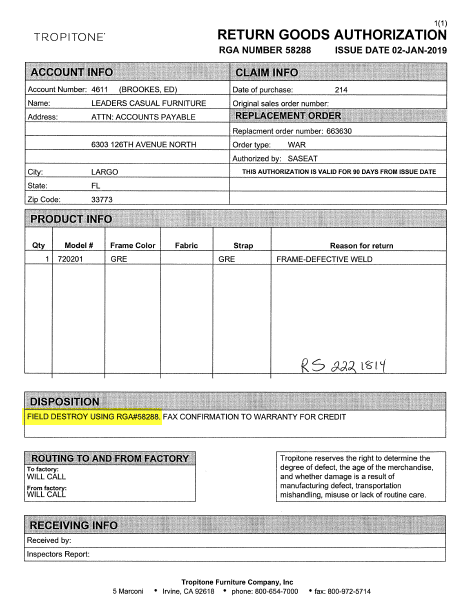 1(1)
TROPITONE
RETURN GOODS AUTHORIZATION
RGA NUMBER 58288 ISSUE DATE 02-JAN-2019
ACCOUNT INFO
Account Number: 4611 (BROOKES, ED)
Name: LEADERS CASUAL FURNITURE
Address: ATTN: ACCOUNTS PAYABLE
6303 126TH AVENUE NORTH
City: LARGO
State: FL
Zip Code: 33773
CLAIM INFO
Date of purchase: 214
Original sales order number:
REPLACEMENT ORDER
Replacment order number: 663630
Order type: WAR
Authorized by: SASEAT
THIS AUTHORIZATION IS VALID FOR 90 DAYS FROM ISSUE DATE
PRODUCT INFO
Qty Model # Frame Color Fabric Strap Reason for return
1 720201 GRE GRE FRAME-DEFECTIVE WELD
RS 2221814
DISPOSITION
FIELD DESTROY USING RGA#58288. FAX CONFIRMATION TO WARRANTY FOR CREDIT
ROUTING TO AND FROM FACTORY
To factory:
WILL CALL
From factory:
WILL CALL
Tropitone reserves the right to determine the
degree of defect, the age of the merchandise,
and whether damage is a result of
manufacturing defect, transportation
mishandling, misuse or lack of routine care.
RECEIVING INFO
Received by:
Inspectors Report:
Tropitone Furniture Company, Inc
5 Marconi • Irvine, CA 92618 • phone: 800-654-7000 • fax: 800-972-5714